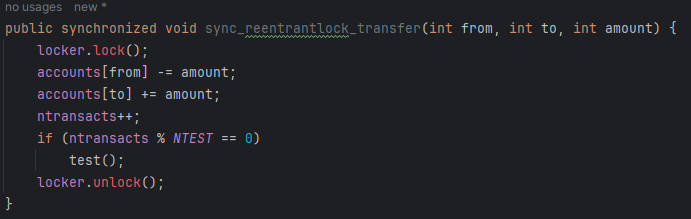 no usages   new *
public synchronized void sync_reentrantlock_transfer(int from, int to, int amount) {
    locker.lock();
    accounts[from] -= amount;
    accounts[to] += amount;
    ntransacts++;
    if (ntransacts % NTEST == 0)
        test();
    locker.unlock();
}